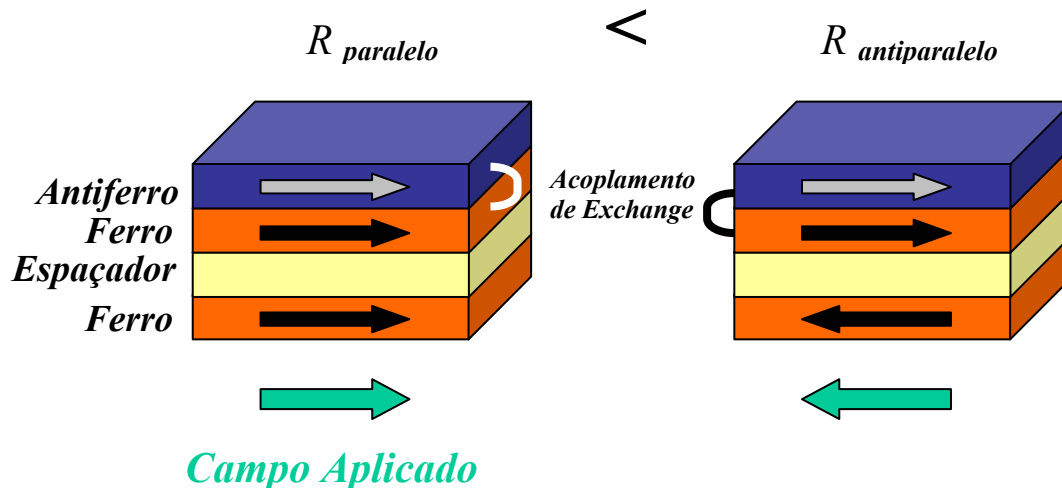 R paralelo < R antiparalelo
Antiferro
Ferro
Espaçador
Ferro
Acoplamento
de Exchange
Campo Aplicado